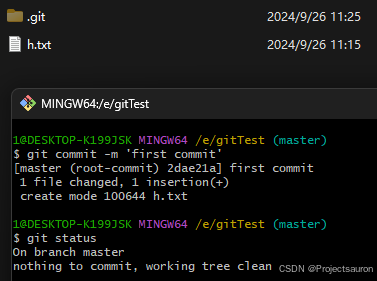 .git 2024/9/26 11:25
h.txt 2024/9/26 11:15
MINGW64:/e/gitTest
1@DESKTOP-K199JSK MINGW64 /e/gitTest (master)
$ git commit -m 'first commit'
[master (root-commit) 2dae21a] first commit
 1 file changed, 1 insertion(+)
 create mode 100644 h.txt
1@DESKTOP-K199JSK MINGW64 /e/gitTest (master)
$ git status
On branch master
nothing to commit, working tree clean
CSDN @Projectsauron